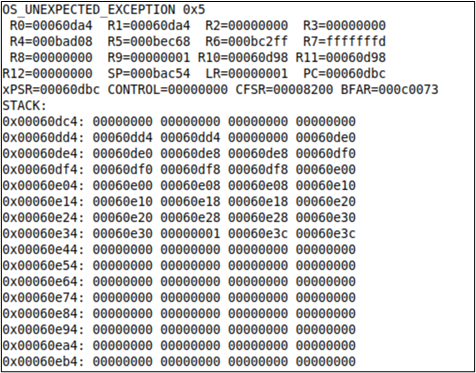 OS_UNEXPECTED_EXCEPTION 0x5
R0=00060da4 R1=00060da4 R2=00000000 R3=00000000
R4=000bad08 R5=000bec68 R6=000bc2ff R7=fffffffd
R8=00000000 R9=00000001 R10=00060d98 R11=00060d98
R12=00000000 SP=000bac54 LR=00000001 PC=00060dbc
xPSR=00060dbc CONTROL=00000000 CFSR=00008200 BFAR=000c0073
STACK:
0x00060dc4: 00000000 00000000 00000000 00000000
0x00060dd4: 00060dd4 00060dd4 00000000 00060de0
0x00060de4: 00060de0 00060de8 00060de8 00060df0
0x00060df4: 00060df0 00060df8 00060df8 00060e00
0x00060e04: 00060e00 00060e08 00060e08 00060e10
0x00060e14: 00060e10 00060e18 00060e18 00060e20
0x00060e24: 00060e20 00060e28 00060e28 00060e30
0x00060e34: 00060e30 00000001 00060e3c 00060e3c
0x00060e44: 00000000 00000000 00000000 00000000
0x00060e54: 00000000 00000000 00000000 00000000
0x00060e64: 00000000 00000000 00000000 00000000
0x00060e74: 00000000 00000000 00000000 00000000
0x00060e84: 00000000 00000000 00000000 00000000
0x00060e94: 00000000 00000000 00000000 00000000
0x00060ea4: 00000000 00000000 00000000 00000000
0x00060eb4: 00000000 00000000 00000000 00000000